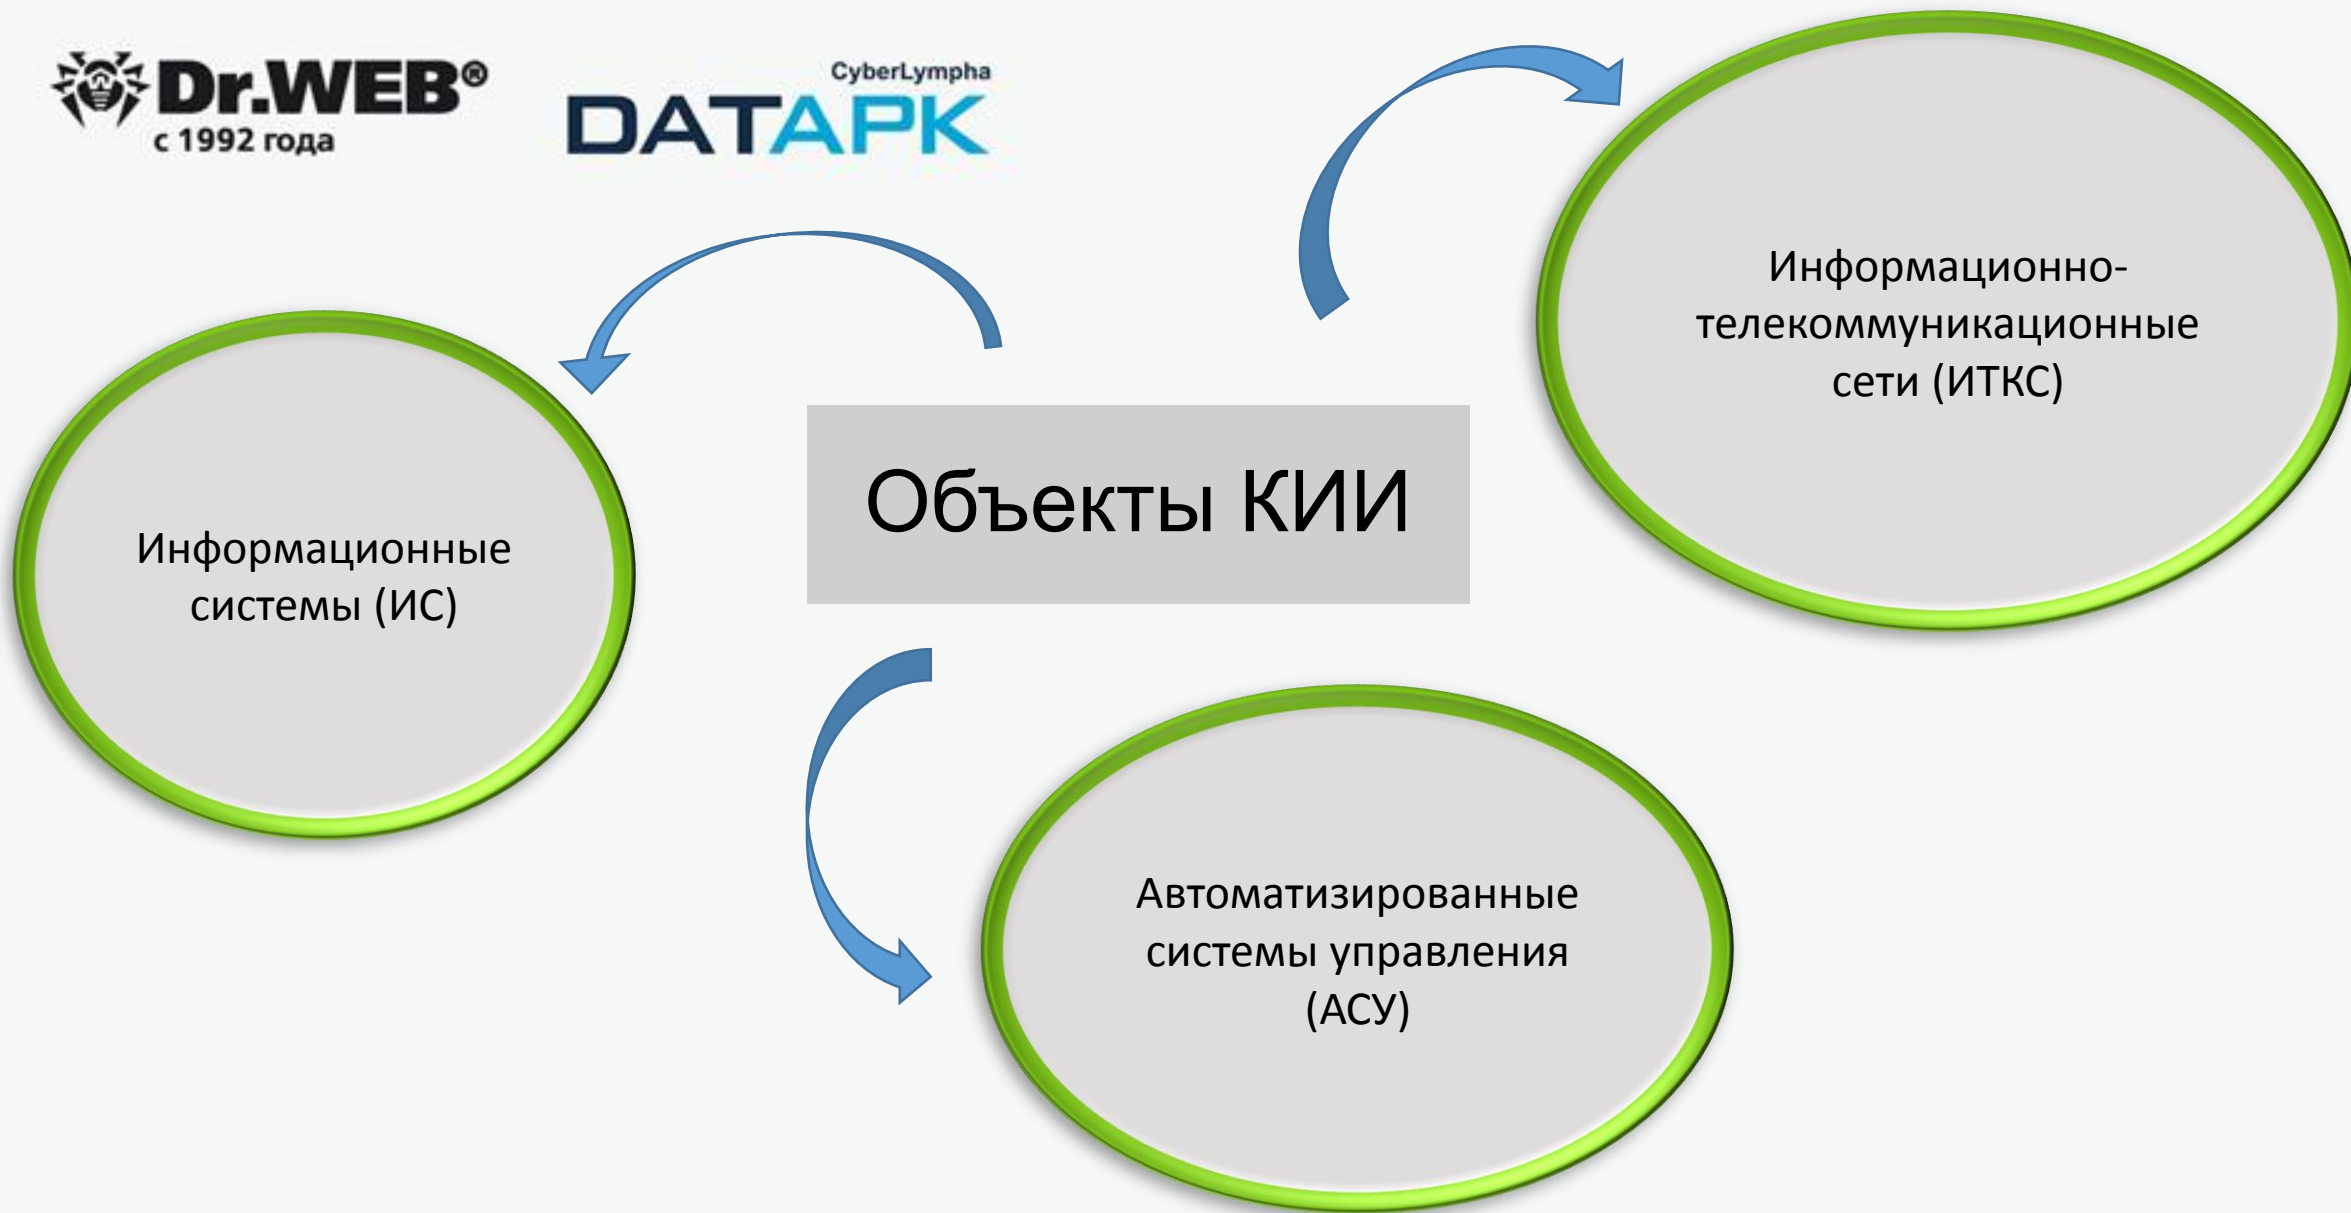 Dr.WEB®
с 1992 года
CyberLympha
DATAPK
Информационно-
телекоммуникационные
сети (ИТКС)
Объекты КИИ
Информационные
системы (ИС)
Автоматизированные
системы управления
(АСУ)